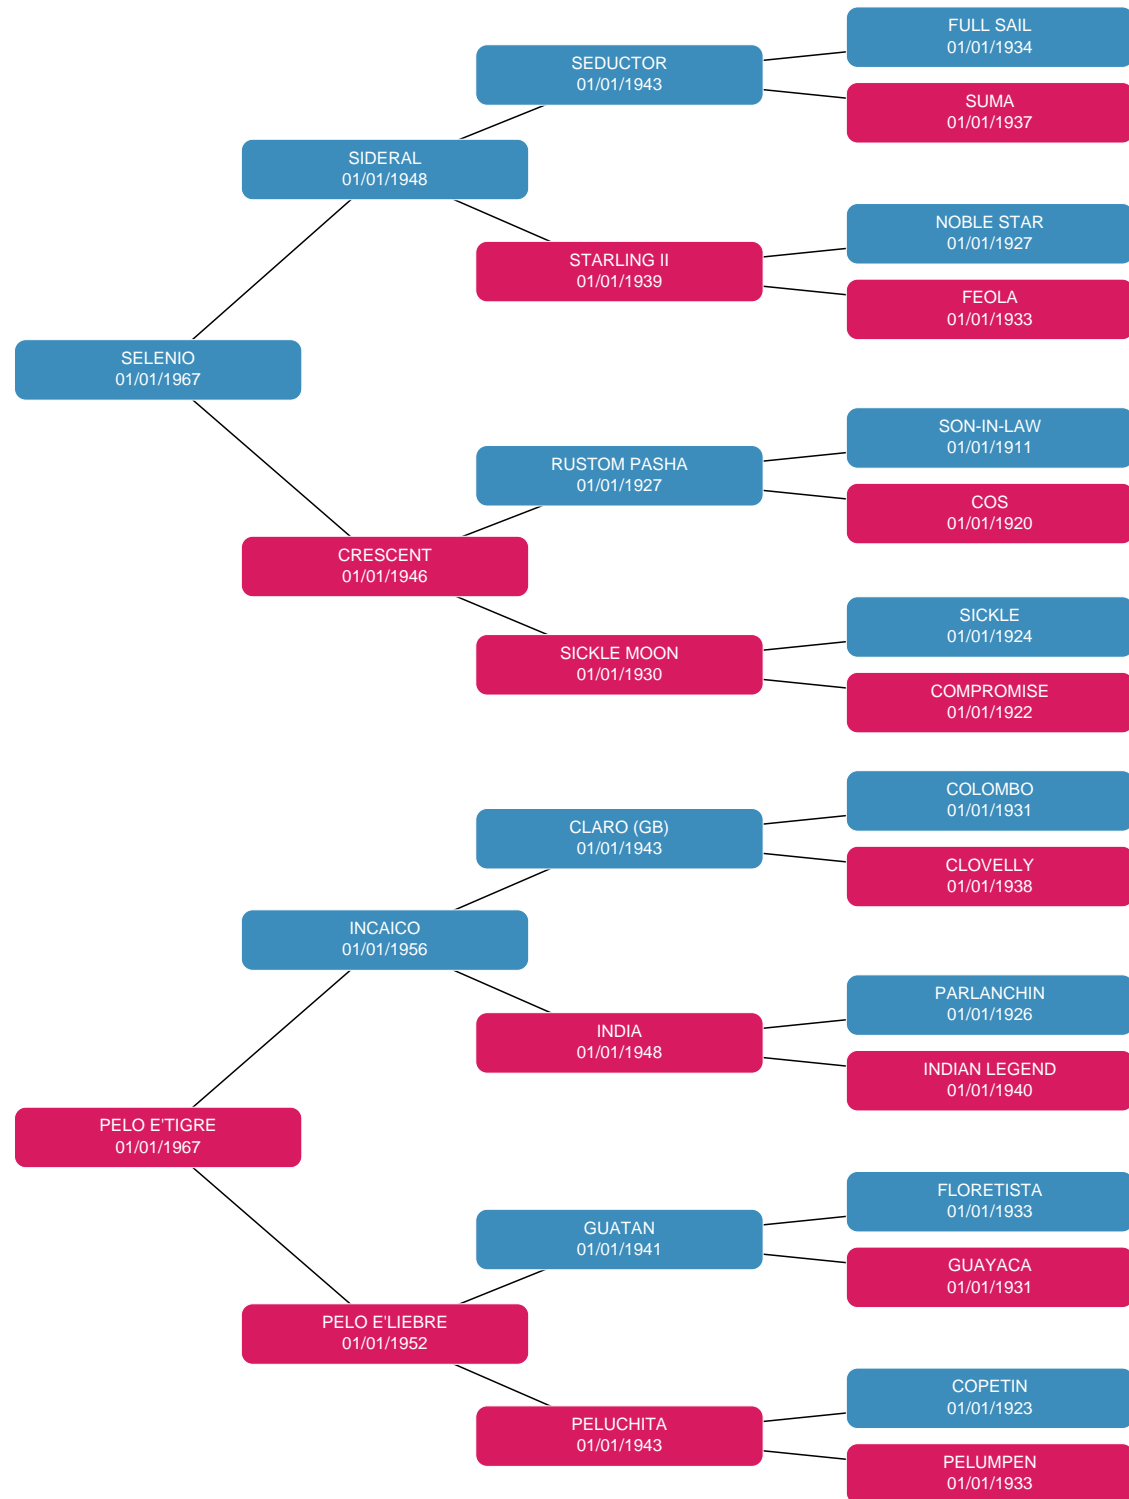 FULL SAIL
01/01/1934
SEDUCTOR
01/01/1943
SUMA
01/01/1937
SIDERAL
01/01/1948
NOBLE STAR
01/01/1927
STARLING II
01/01/1939
FEOLA
01/01/1933
SELENIO
01/01/1967
SON-IN-LAW
01/01/1911
RUSTOM PASHA
01/01/1927
COS
01/01/1920
CRESCENT
01/01/1946
SICKLE
01/01/1924
SICKLE MOON
01/01/1930
COMPROMISE
01/01/1922
COLOMBO
01/01/1931
CLARO (GB)
01/01/1943
CLOVELLY
01/01/1938
INCAICO
01/01/1956
PARLANCHIN
01/01/1926
INDIA
01/01/1948
INDIAN LEGEND
01/01/1940
PELO E'TIGRE
01/01/1967
FLORETISTA
01/01/1933
GUATAN
01/01/1941
GUAYACA
01/01/1931
PELO E'LIEBRE
01/01/1952
COPETIN
01/01/1923
PELUCHITA
01/01/1943
PELUMPEN
01/01/1933